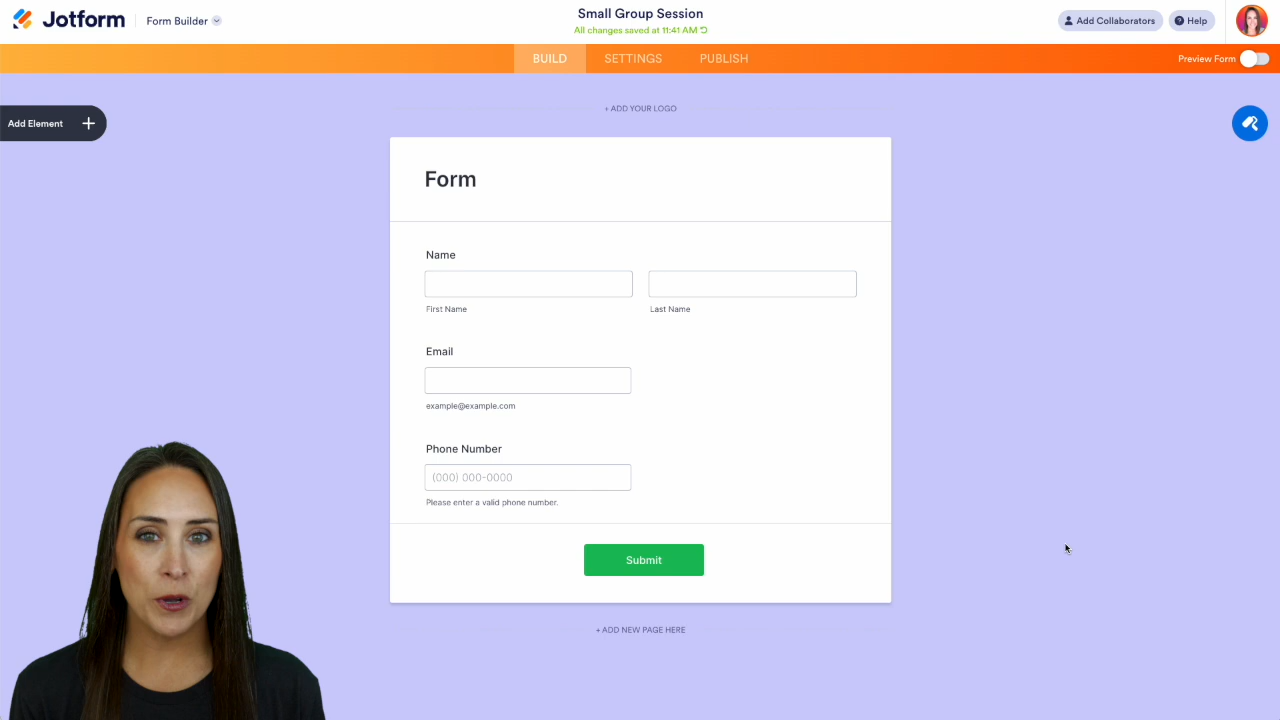 Jotform
Form Builder
Small Group Session
All changes saved at 11:41 AM
Add Collaborators
Help
BUILD
SETTINGS
PUBLISH
Preview Form
Add Element
+ ADD YOUR LOGO
Form
Name
First Name
Last Name
Email
example@example.com
Phone Number
(000) 000-0000
Please enter a valid phone number.
Submit
+ ADD NEW PAGE HERE